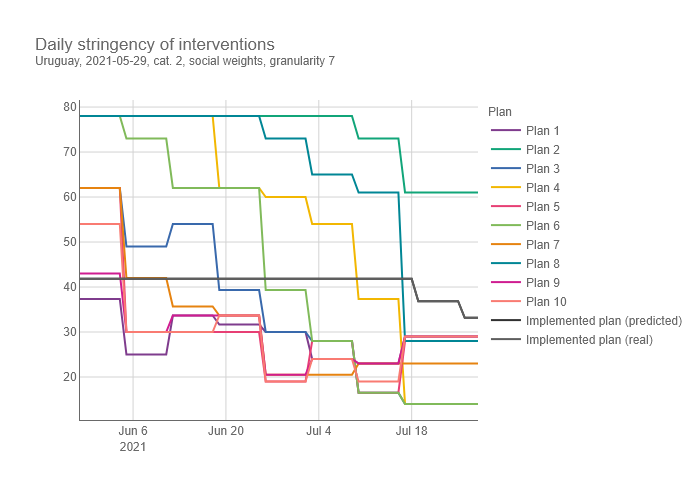 Daily stringency of interventions
Uruguay, 2021-05-29, cat. 2, social weights, granularity 7
80
70
60
50
40
30
20
Jun 6
2021
Jun 20
Jul 4
Jul 18
Plan
Plan 1
Plan 2
Plan 3
Plan 4
Plan 5
Plan 6
Plan 7
Plan 8
Plan 9
Plan 10
Implemented plan (predicted)
Implemented plan (real)